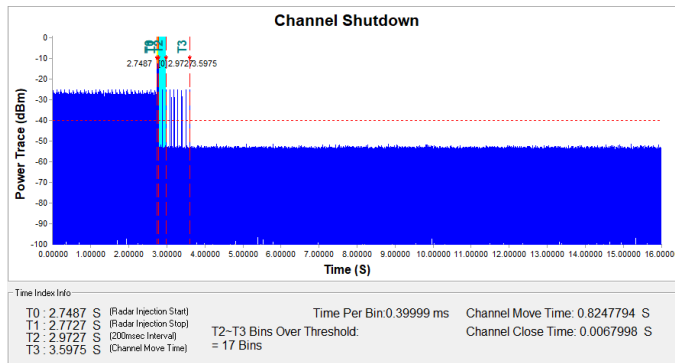 Channel Shutdown
T2
T3
2.7487
2.972
3.5975
Power Trace (dBm)
0
-10
-20
-30
-40
-50
-60
-70
-80
-90
-100
0.00000 1.00000 2.00000 3.00000 4.00000 5.00000 6.00000 7.00000 8.00000 9.00000 10.00000 11.00000 12.00000 13.00000 14.00000 15.00000 16.0000
Time (S)
Time Index Info
T0 : 2.7487 S (Radar Injection Start)
T1 : 2.7727 S (Radar Injection Stop)
T2 : 2.9727 S (200msec Interval)
T3 : 3.5975 S (Channel Move Time)
Time Per Bin:0.39999 ms
T2~T3 Bins Over Threshold:
= 17 Bins
Channel Move Time: 0.8247794 S
Channel Close Time: 0.0067998 S